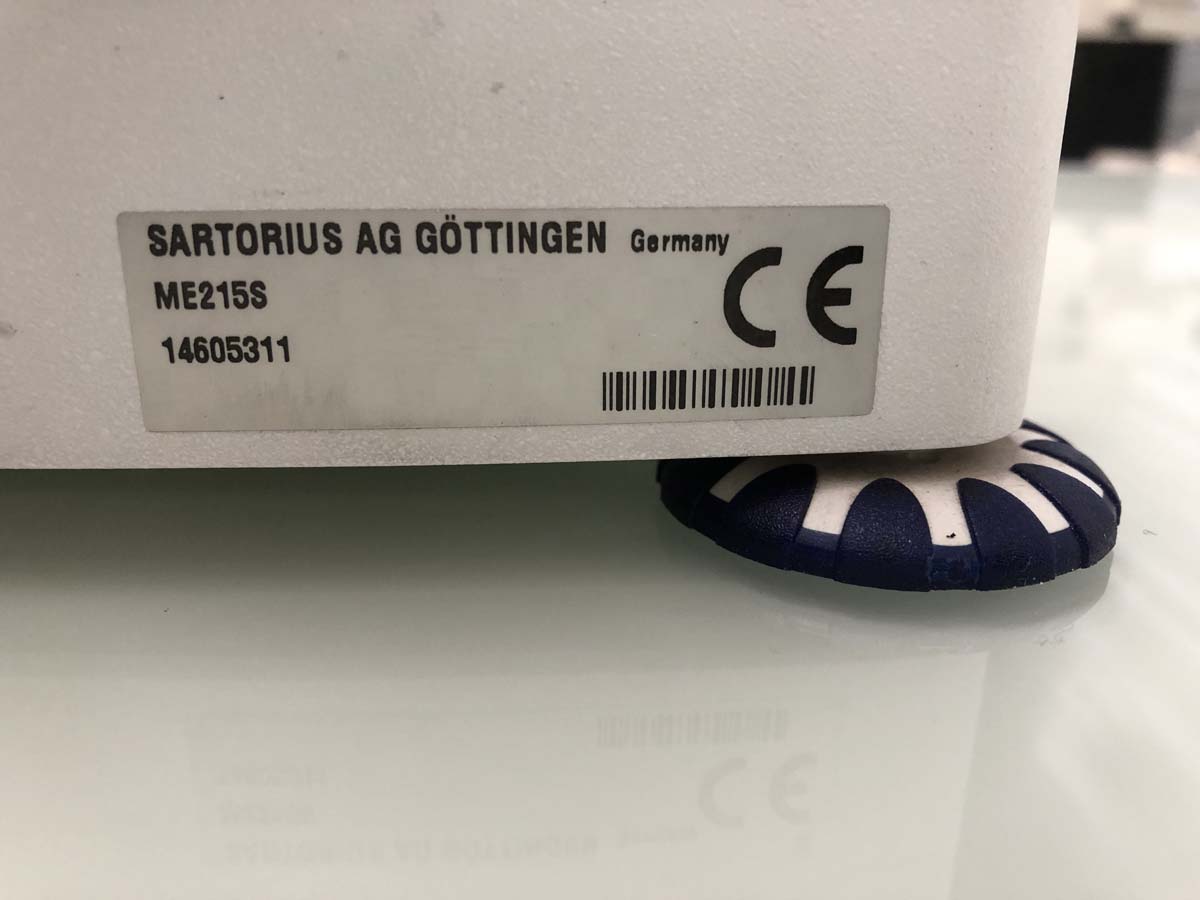 SARTORIUS AG GÖTTINGEN Germany
ME215S
14605311
CE